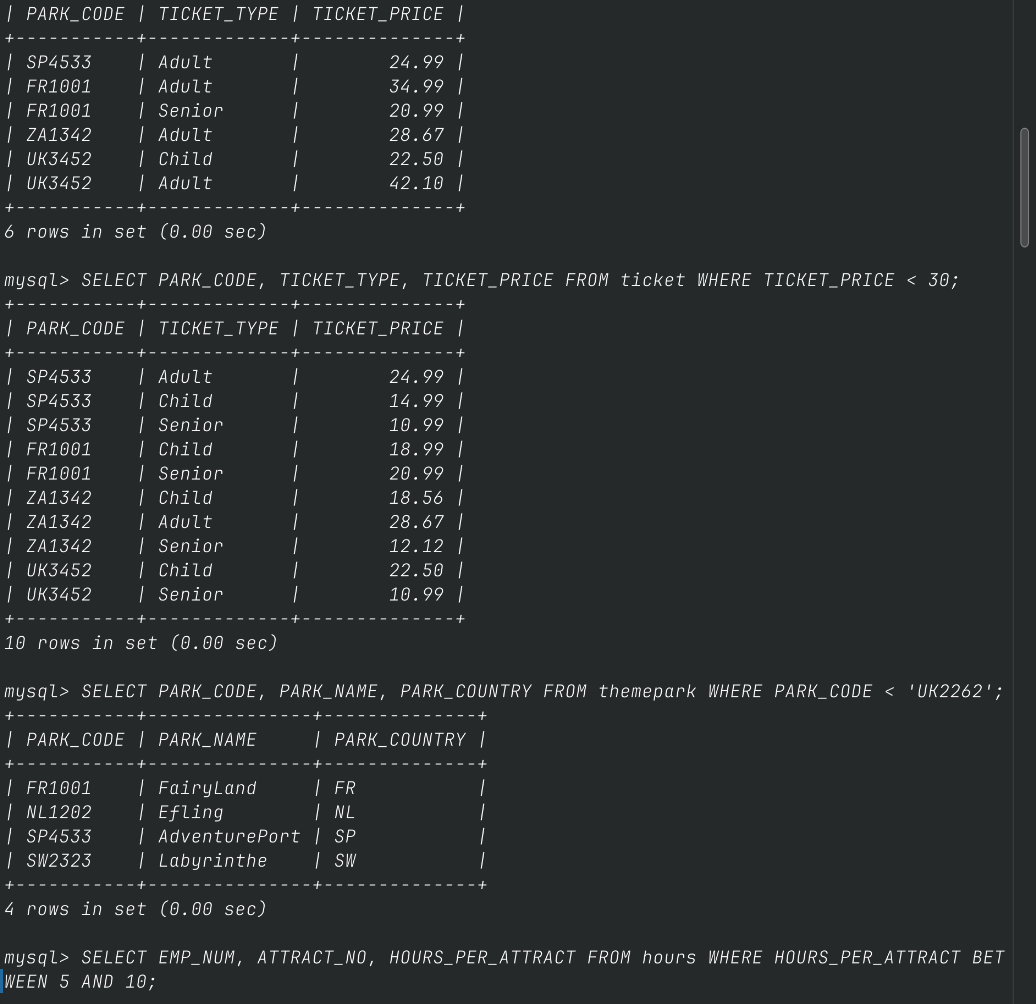 | PARK_CODE | TICKET_TYPE | TICKET_PRICE |
+-----------+-------------+--------------+
| SP4533    | Adult       |        24.99 |
| FR1001    | Adult       |        34.99 |
| FR1001    | Senior      |        20.99 |
| ZA1342    | Adult       |        28.67 |
| UK3452    | Child       |        22.50 |
| UK3452    | Adult       |        42.10 |
+-----------+-------------+--------------+
6 rows in set (0.00 sec)

mysql> SELECT PARK_CODE, TICKET_TYPE, TICKET_PRICE FROM ticket WHERE TICKET_PRICE < 30;
+-----------+-------------+--------------+
| PARK_CODE | TICKET_TYPE | TICKET_PRICE |
+-----------+-------------+--------------+
| SP4533    | Adult       |        24.99 |
| SP4533    | Child       |        14.99 |
| SP4533    | Senior      |        10.99 |
| FR1001    | Child       |        18.99 |
| FR1001    | Senior      |        20.99 |
| ZA1342    | Child       |        18.56 |
| ZA1342    | Adult       |        28.67 |
| ZA1342    | Senior      |        12.12 |
| UK3452    | Child       |        22.50 |
| UK3452    | Senior      |        10.99 |
+-----------+-------------+--------------+
10 rows in set (0.00 sec)

mysql> SELECT PARK_CODE, PARK_NAME, PARK_COUNTRY FROM themepark WHERE PARK_CODE < 'UK2262';
+-----------+---------------+--------------+
| PARK_CODE | PARK_NAME     | PARK_COUNTRY |
+-----------+---------------+--------------+
| FR1001    | FairyLand     | FR           |
| NL1202    | Efling        | NL           |
| SP4533    | AdventurePort | SP           |
| SW2323    | Labyrinthe    | SW           |
+-----------+---------------+--------------+
4 rows in set (0.00 sec)

mysql> SELECT EMP_NUM, ATTRACT_NO, HOURS_PER_ATTRACT FROM hours WHERE HOURS_PER_ATTRACT BET
WEEN 5 AND 10;